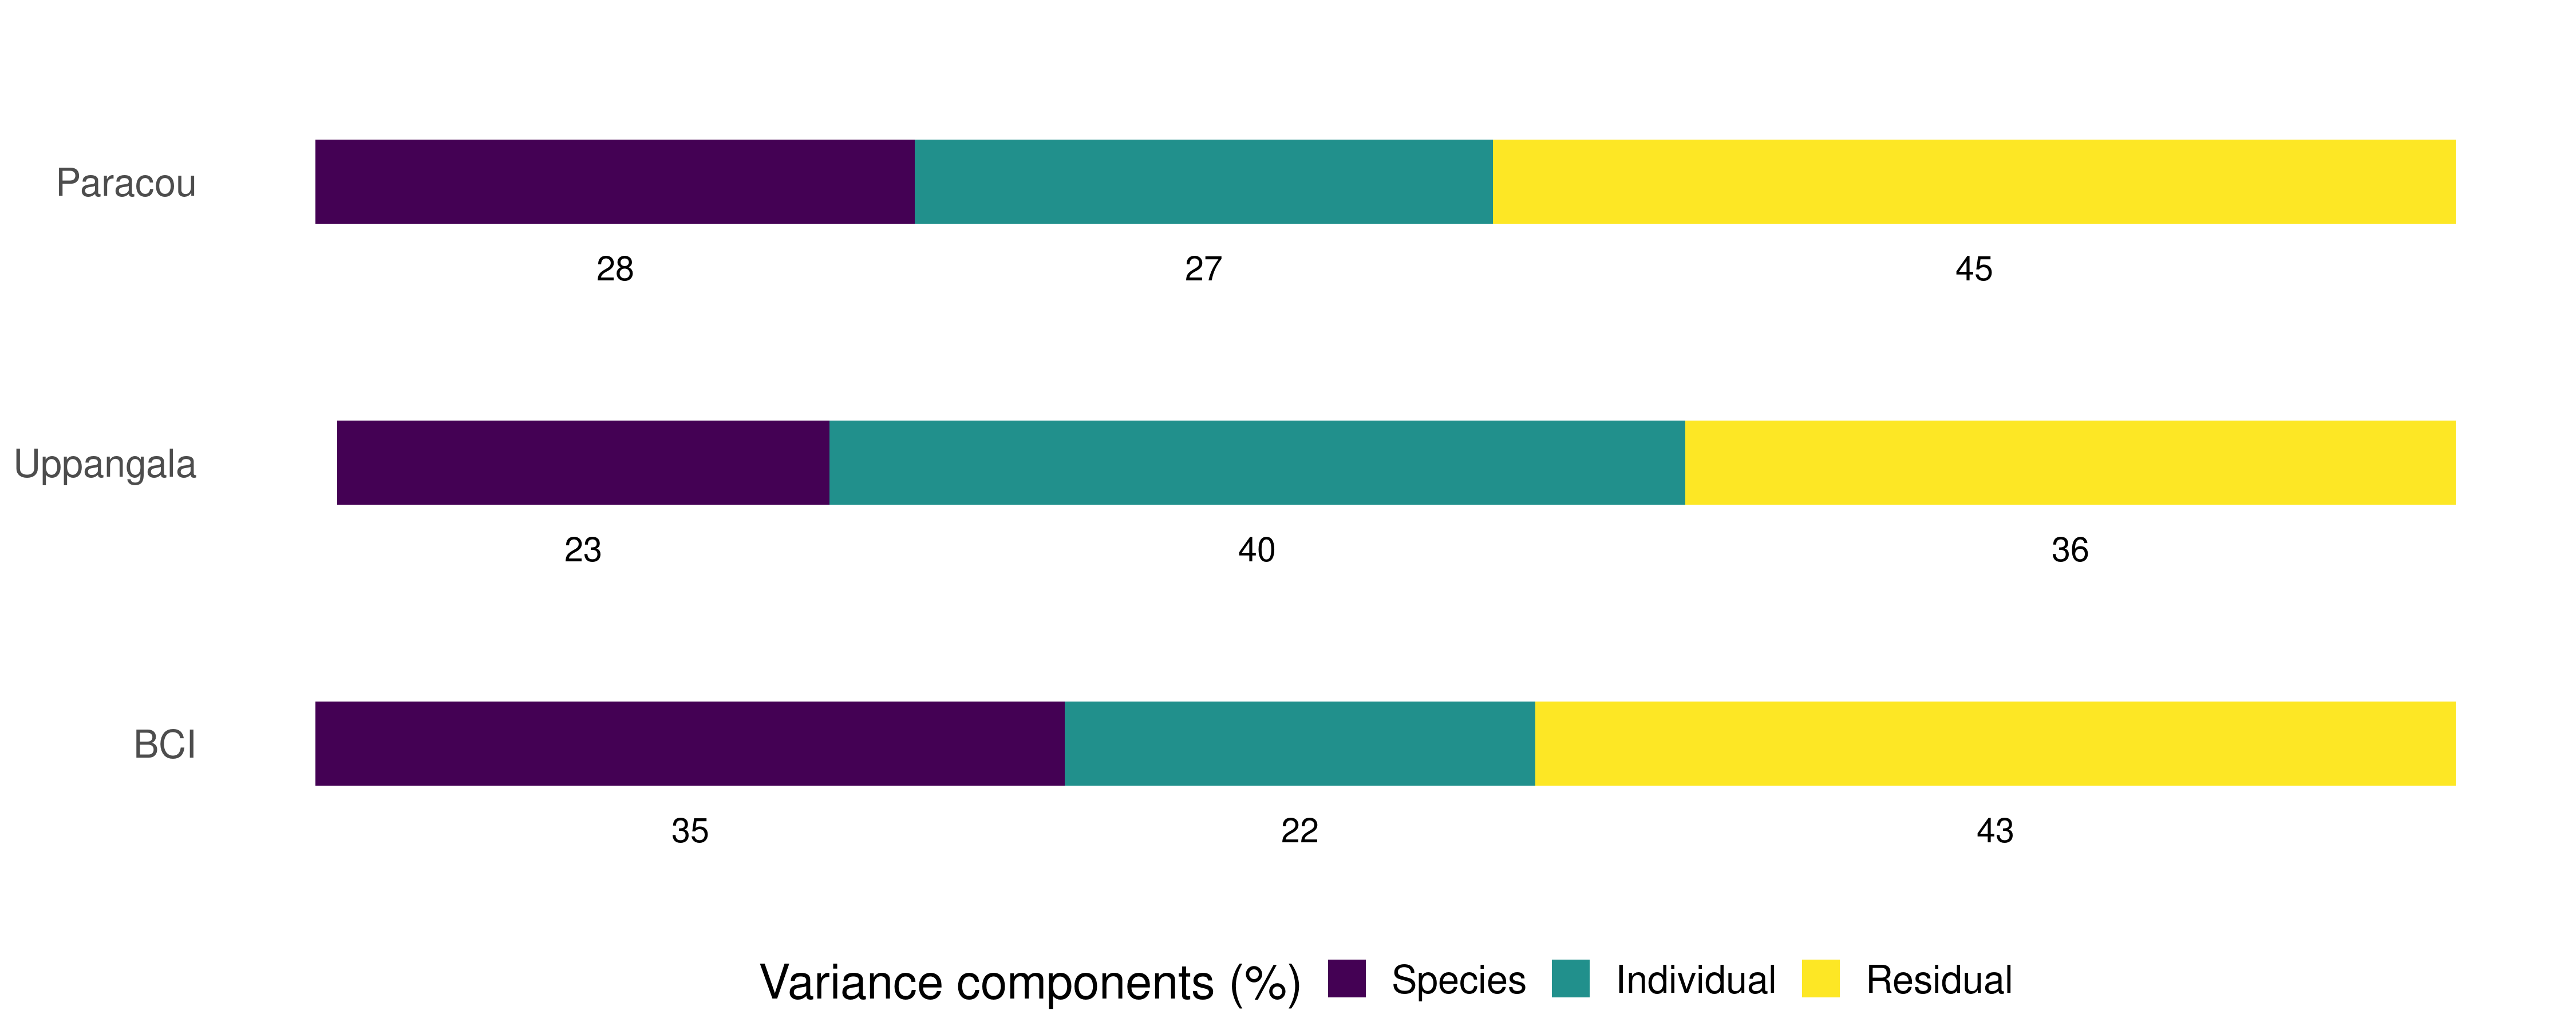 Paracou
28 27 45
Uppangala
23 40 36
BCI
35 22 43
Variance components (%) Species Individual Residual